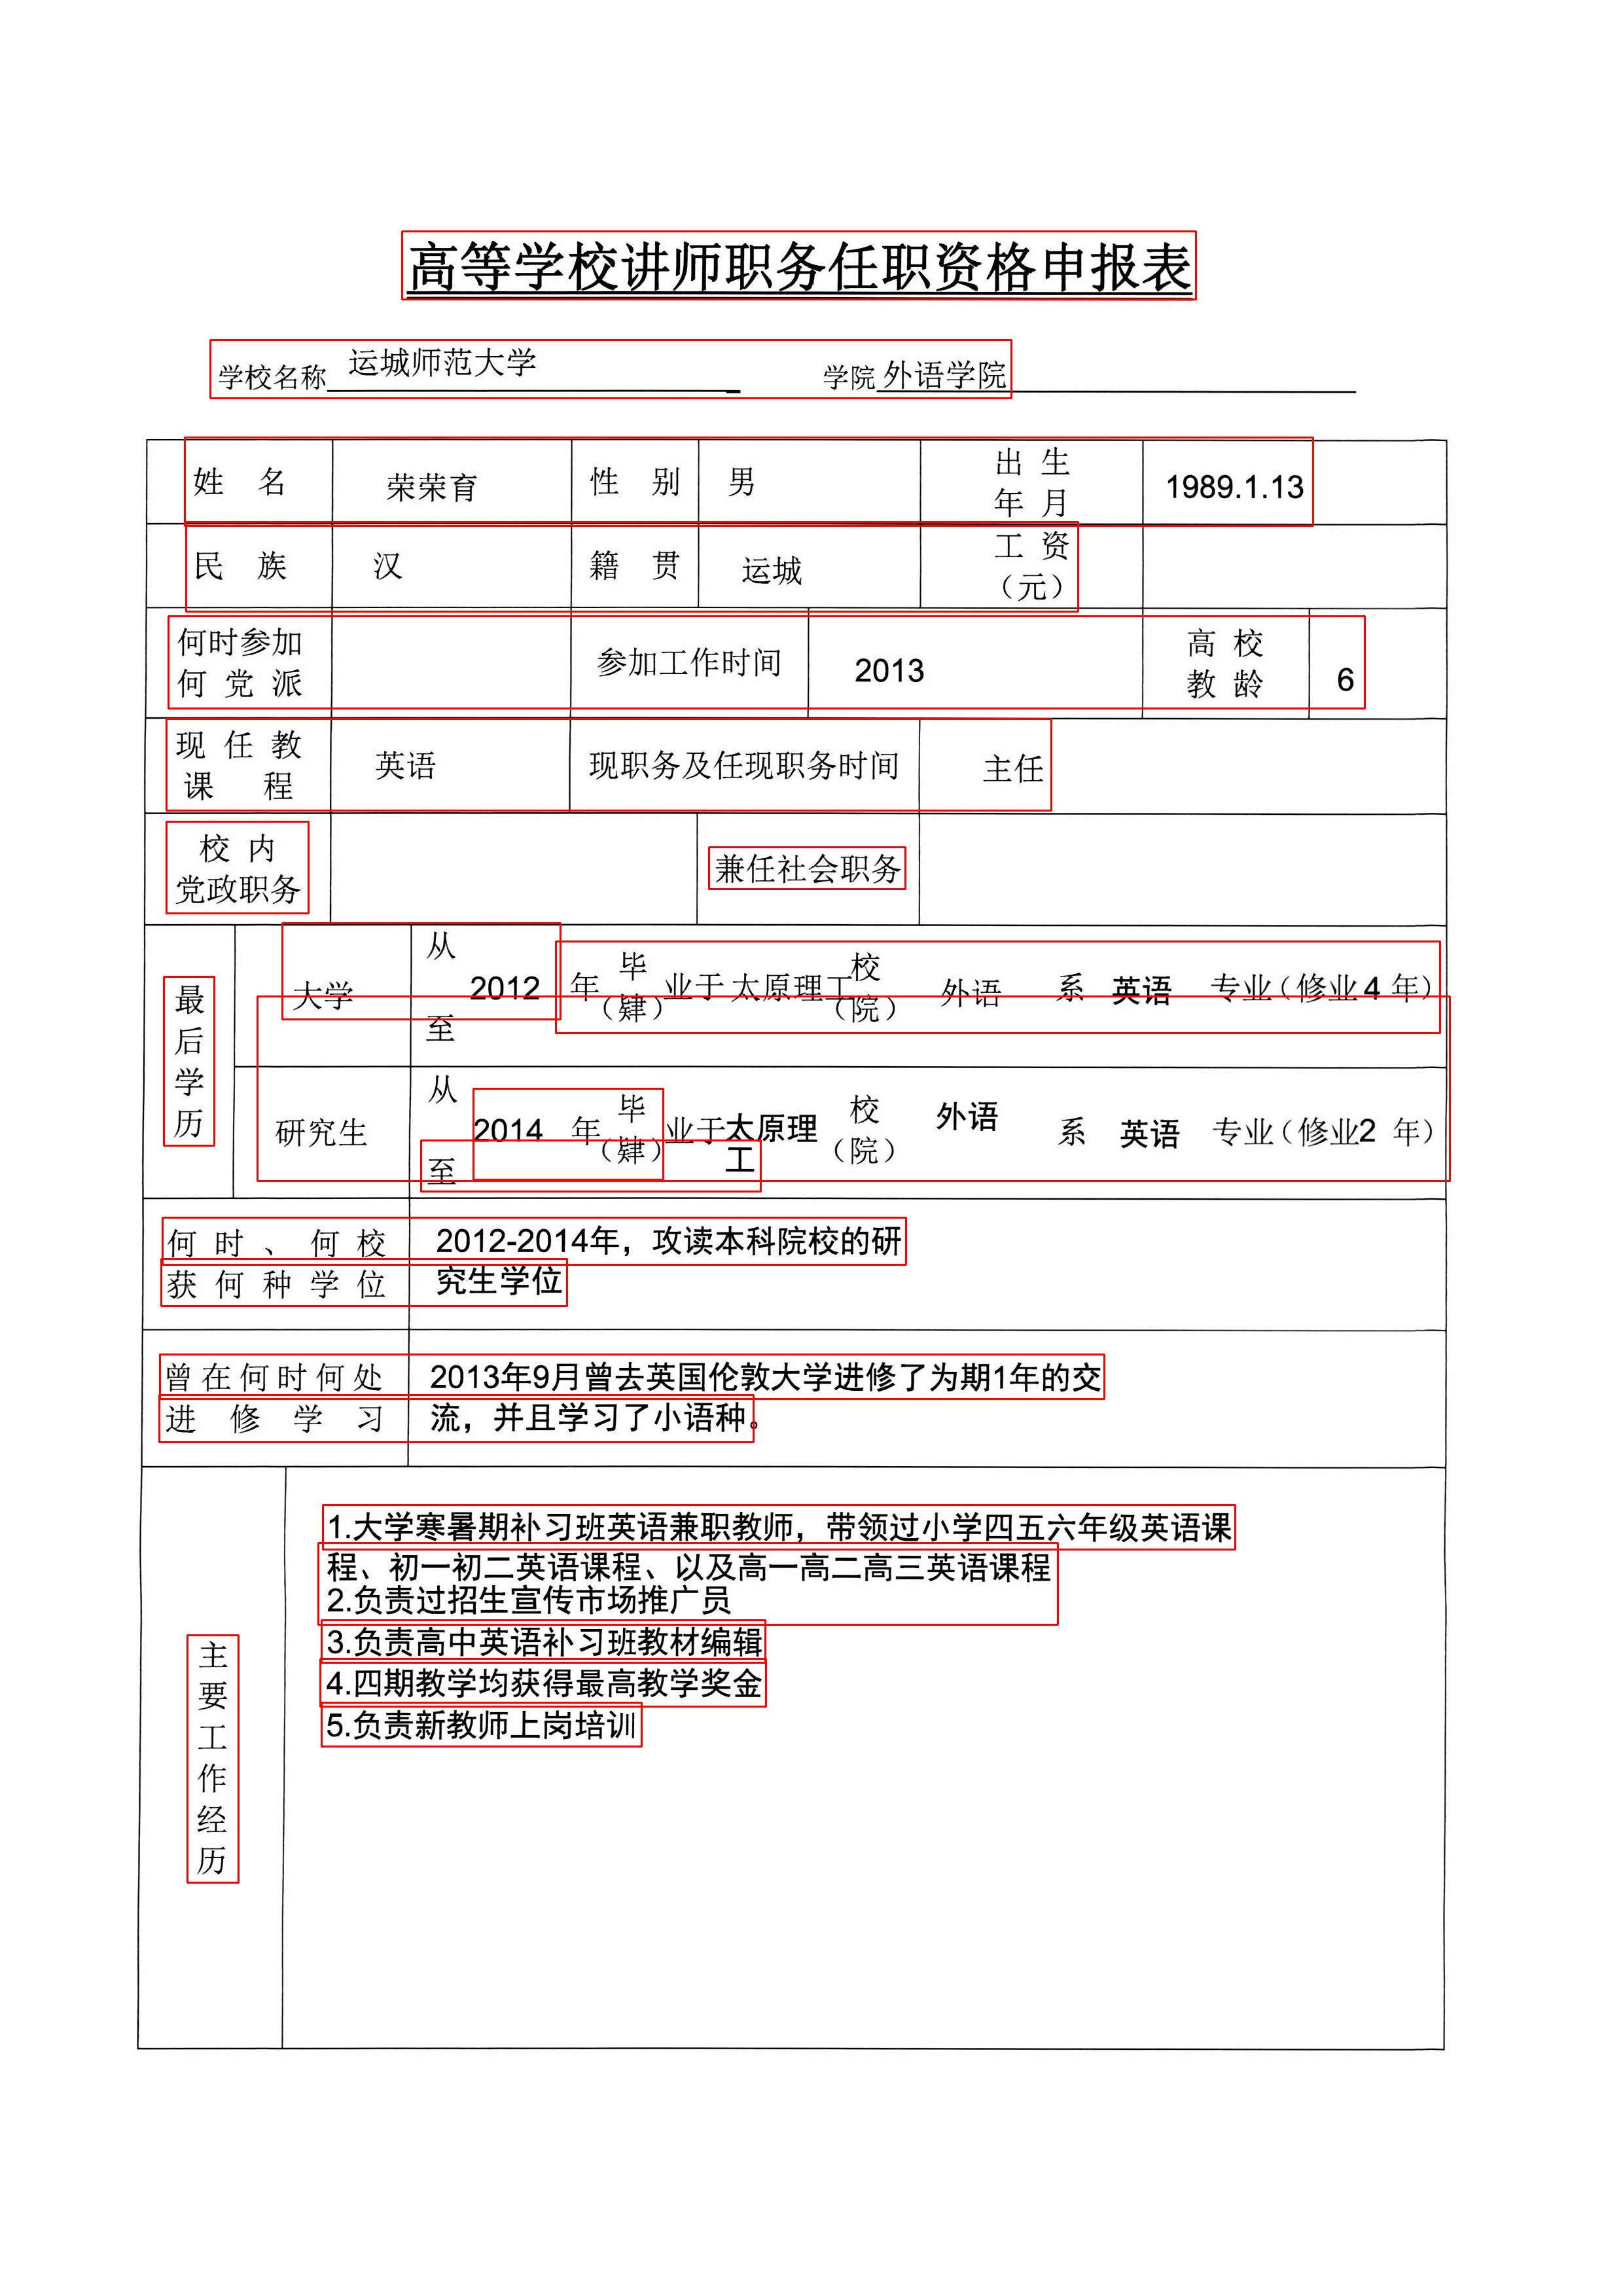 高等学校讲师职务任职资格申报表
学校名称 运城师范大学 学院 外语学院
姓 名 荣荣育 性 别 男 出 生 年 月 1989.1.13
民 族 汉 籍 贯 运城 工 资 （元）
何时参加 何 党 派 参加工作时间 2013 高 校 教 龄 6
现 任 教 课 程 英语 现职务及任现职务时间 主任
校 内 党政职务 兼任社会职务
最后学历
大学 从 2012 至 年 毕（肄） 业于 太原理工 校（院） 外语 系 英语 专业（修业 4 年）
研究生 从 2014 至 年 毕（肄） 业于 太原理工 校（院） 外语 系 英语 专业（修业2 年）
何 时 、 何 校 2012-2014年，攻读本科院校的研
获 何 种 学 位 究生学位
曾在何时何处 2013年9月曾去英国伦敦大学进修了为期1年的交
进 修 学 习 流，并且学习了小语种。
主要工作经历
1.大学寒暑期补习班英语兼职教师，带领过小学四五六年级英语课
程、初一初二英语课程、以及高一高二高三英语课程
2.负责过招生宣传市场推广员
3.负责高中英语补习班教材编辑
4.四期教学均获得最高教学奖金
5.负责新教师上岗培训